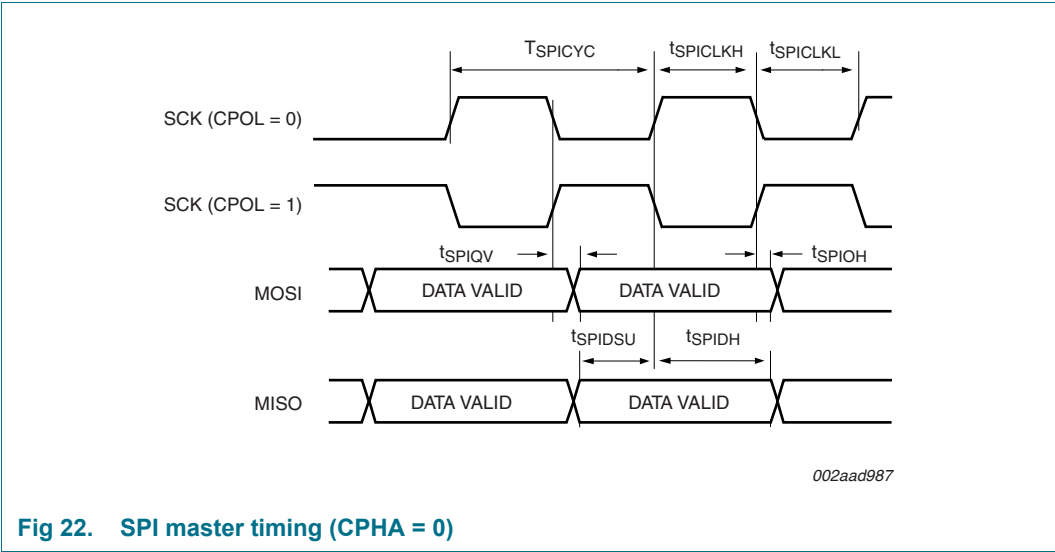 TSPICYC tSPICLKH tSPICLKL
SCK (CPOL = 0)
SCK (CPOL = 1)
tSPIQV tSPIOH
MOSI DATA VALID DATA VALID
tSPIDSU tSPIDH
MISO DATA VALID DATA VALID
002aad987
Fig 22. SPI master timing (CPHA = 0)